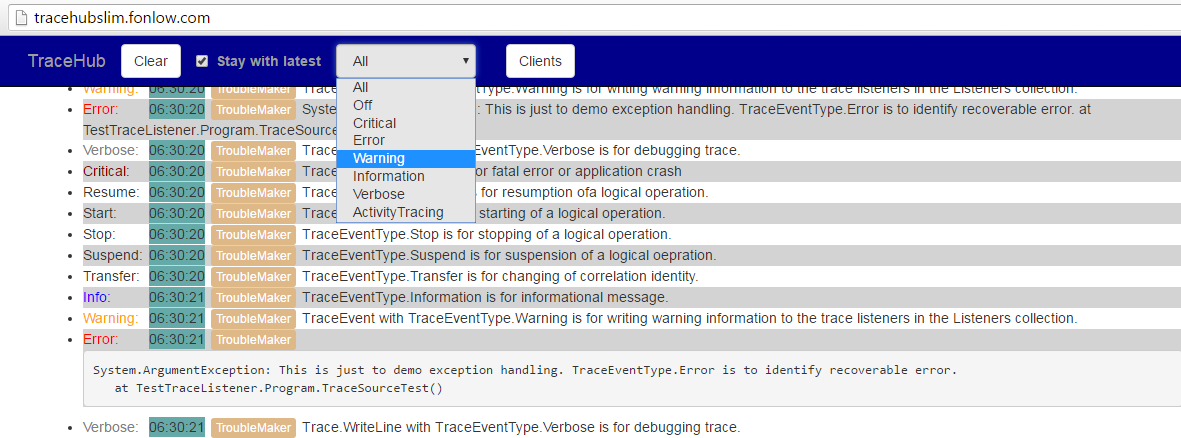 tracehubslim.fonlow.com
TraceHub Clear Stay with latest All Clients
All
Off
Critical
Error
Warning
Information
Verbose
ActivityTracing
Warning: 06:30:20 TroubleMaker Trace ntType.Warning is for writing warning information to the trace listeners in the Listeners collection.
Error: 06:30:20 TroubleMaker Syste : This is just to demo exception handling. TraceEventType.Error is to identify recoverable error. at
TestTraceListener.Program.TraceSourc
Verbose: 06:30:20 TroubleMaker Trace. EventType.Verbose is for debugging trace.
Critical: 06:30:20 TroubleMaker Trace or fatal error or application crash
Resume: 06:30:20 TroubleMaker Trace s for resumption ofa logical operation.
Start: 06:30:20 TroubleMaker Trace starting of a logical operation.
Stop: 06:30:20 TroubleMaker TraceEventType.Stop is for stopping of a logical operation.
Suspend: 06:30:20 TroubleMaker TraceEventType.Suspend is for suspension of a logical oepration.
Transfer: 06:30:20 TroubleMaker TraceEventType.Transfer is for changing of correlation identity.
Info: 06:30:21 TroubleMaker TraceEventType.Information is for informational message.
Warning: 06:30:21 TroubleMaker TraceEvent with TraceEventType.Warning is for writing warning information to the trace listeners in the Listeners collection.
Error: 06:30:21 TroubleMaker
System.ArgumentException: This is just to demo exception handling. TraceEventType.Error is to identify recoverable error.
at TestTraceListener.Program.TraceSourceTest()
Verbose: 06:30:21 TroubleMaker Trace.WriteLine with TraceEventType.Verbose is for debugging trace.